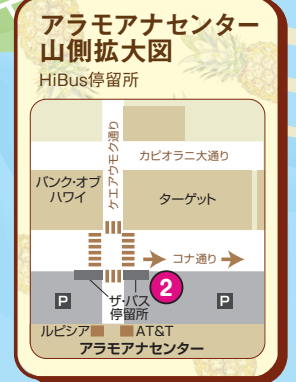 アラモアナセンター
山側拡大図
HiBus停留所
ケエアウモク通り
カピオラニ大通り
バンク・オブ
ハワイ
ターゲット
コナ通り
2
P
P
ザ・バス
停留所
ルピシア
AT&T
アラモアナセンター